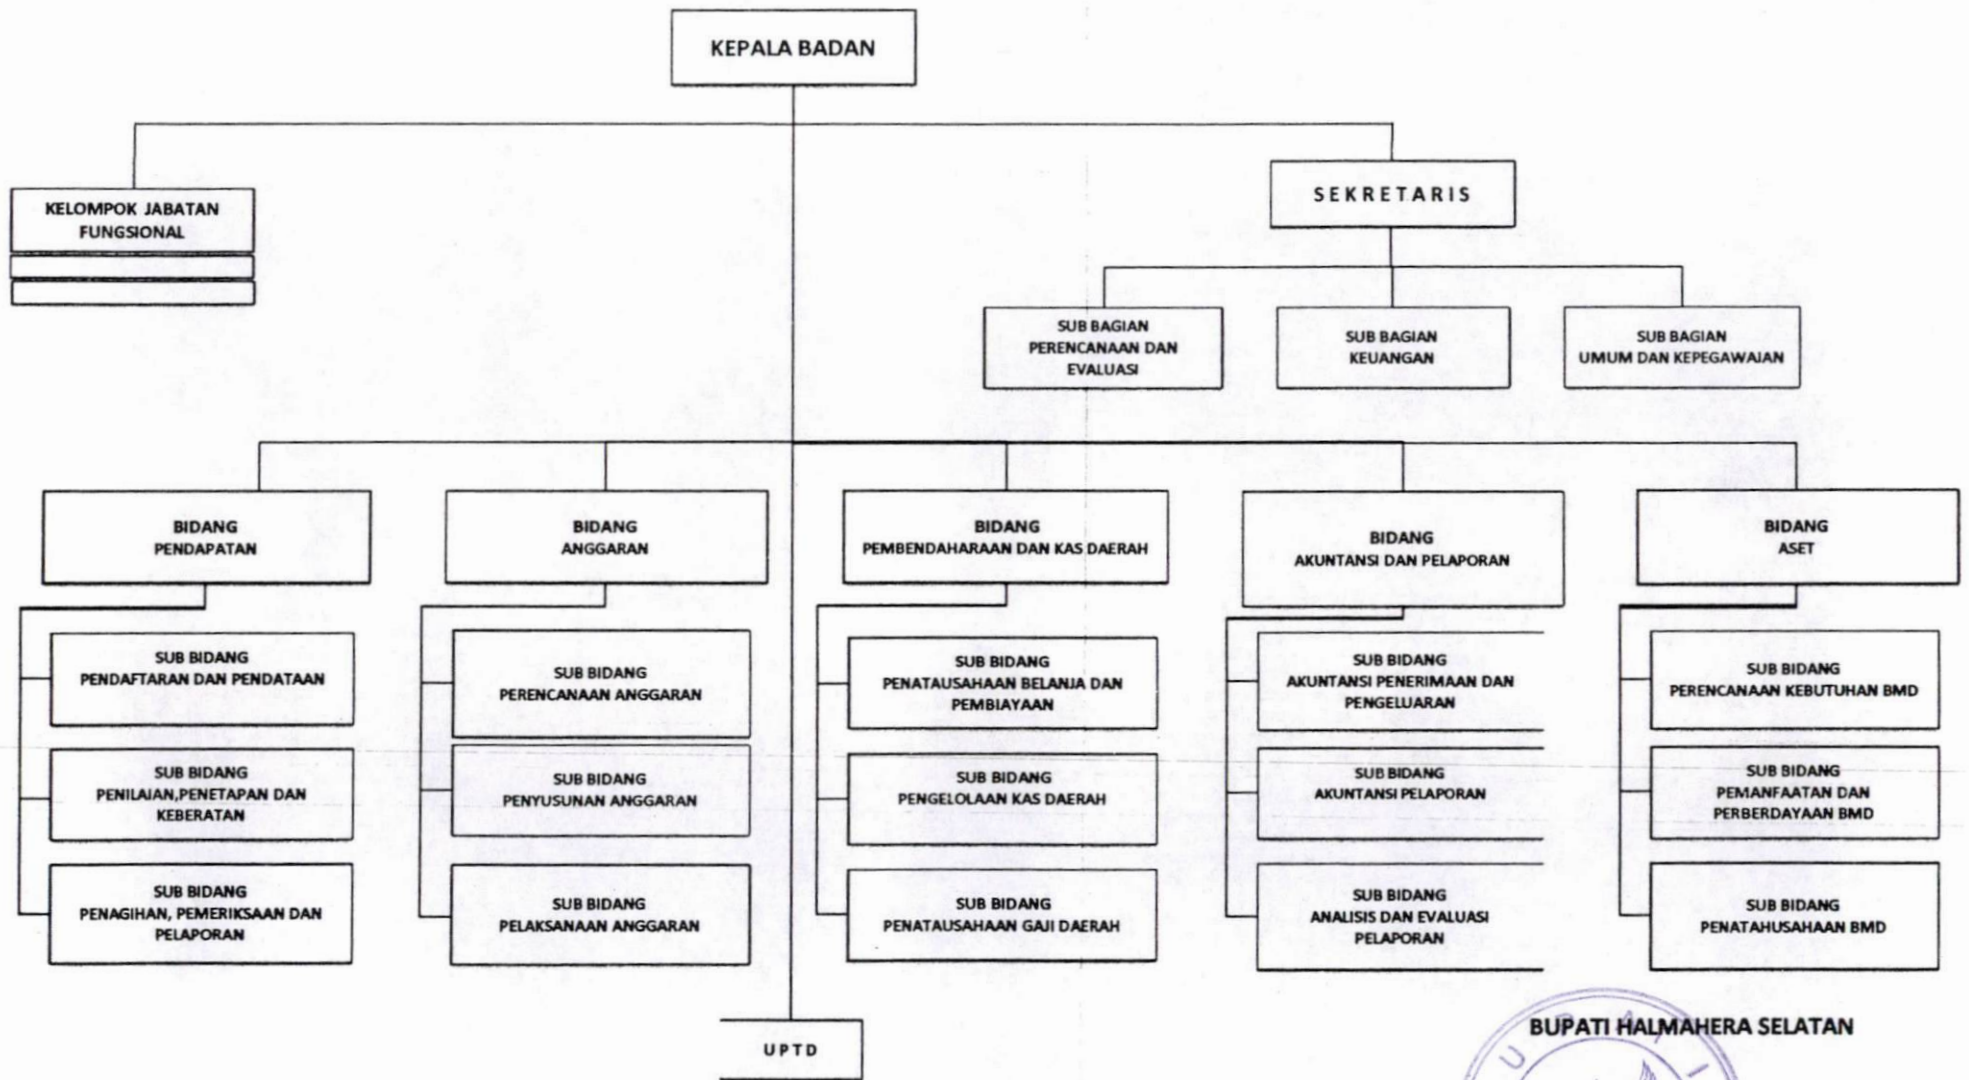 KEPALA BADAN
KELOMPOK JABATAN
FUNGSIONAL
SEKRETARIS
SUB BAGIAN
PERENCANAAN DAN
EVALUASI
SUB BAGIAN
KEUANGAN
SUB BAGIAN
UMUM DAN KEPEGAWAIAN
BIDANG
PENDAPATAN
BIDANG
ANGGARAN
BIDANG
PEMBENDAHARAAN DAN KAS DAERAH
BIDANG
AKUNTANSI DAN PELAPORAN
BIDANG
ASET
SUB BIDANG
PENDAFTARAN DAN PENDATAAN
SUB BIDANG
PENILAIAN,PENETAPAN DAN
KEBERATAN
SUB BIDANG
PENAGIHAN, PEMERIKSAAN DAN
PELAPORAN
SUB BIDANG
PERENCANAAN ANGGARAN
SUB BIDANG
PENYUSUNAN ANGGARAN
SUB BIDANG
PELAKSANAAN ANGGARAN
SUB BIDANG
PENATAUSAHAAN BELANJA DAN
PEMBIAYAAN
SUB BIDANG
PENGELOLAAN KAS DAERAH
SUB BIDANG
PENATAUSAHAAN GAJI DAERAH
SUB BIDANG
AKUNTANSI PENERIMAAN DAN
PENGELUARAN
SUB BIDANG
AKUNTANSI PELAPORAN
SUB BIDANG
ANALISIS DAN EVALUASI
PELAPORAN
SUB BIDANG
PERENCANAAN KEBUTUHAN BMD
SUB BIDANG
PEMANFAATAN DAN
PERBERDAYAAN BMD
SUB BIDANG
PENATAHUSAHAAN BMD
UPTD
BUPATI HALMAHERA SELATAN